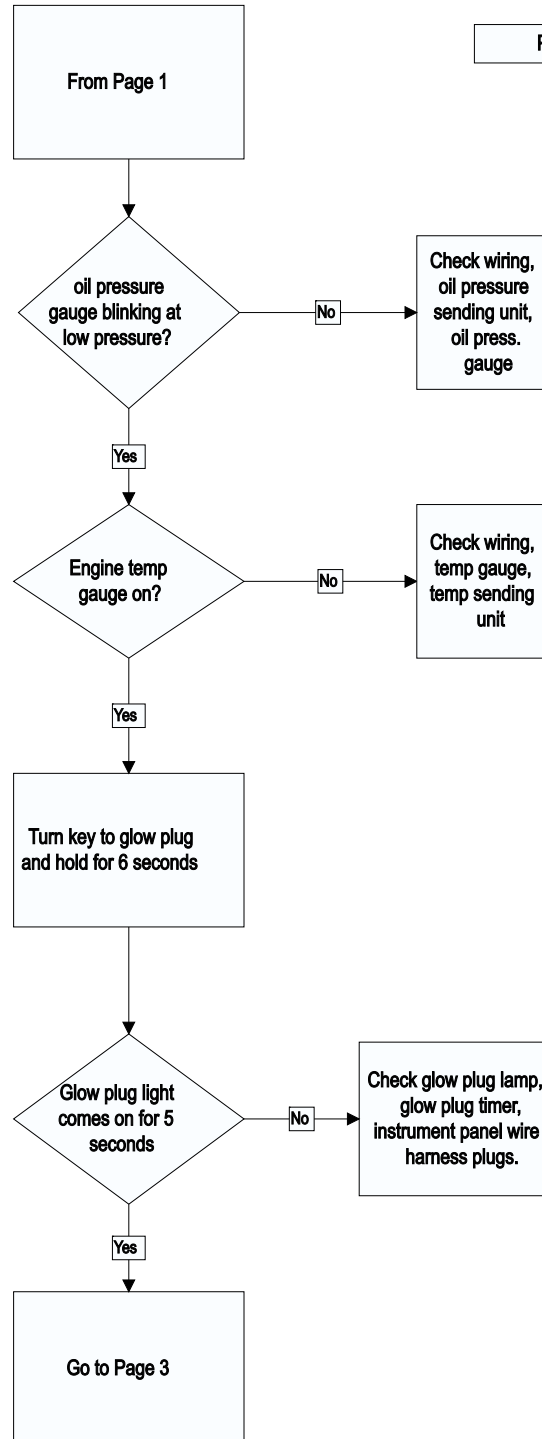 From Page 1
oil pressure
gauge blinking at
low pressure?
No
Check wiring,
oil pressure
sending unit,
oil press.
gauge
Yes
Engine temp
gauge on?
No
Check wiring,
temp gauge,
temp sending
unit
Yes
Turn key to glow plug
and hold for 6 seconds
Glow plug light
comes on for 5
seconds
No
Check glow plug lamp,
glow plug timer,
instrument panel wire
harness plugs.
Yes
Go to Page 3